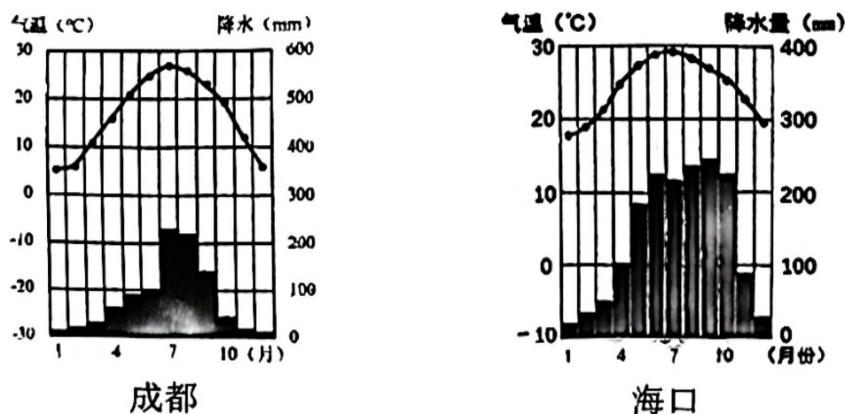 气温（℃） 降水（mm）
30 600
20 500
10 400
0 300
-10 200
-20 100
-30 0
1 4 7 10（月）
成都
气温（℃） 降水量（mm）
30 400
20 300
10 200
0 100
-10 0
1 4 7 10 （月份）
海口